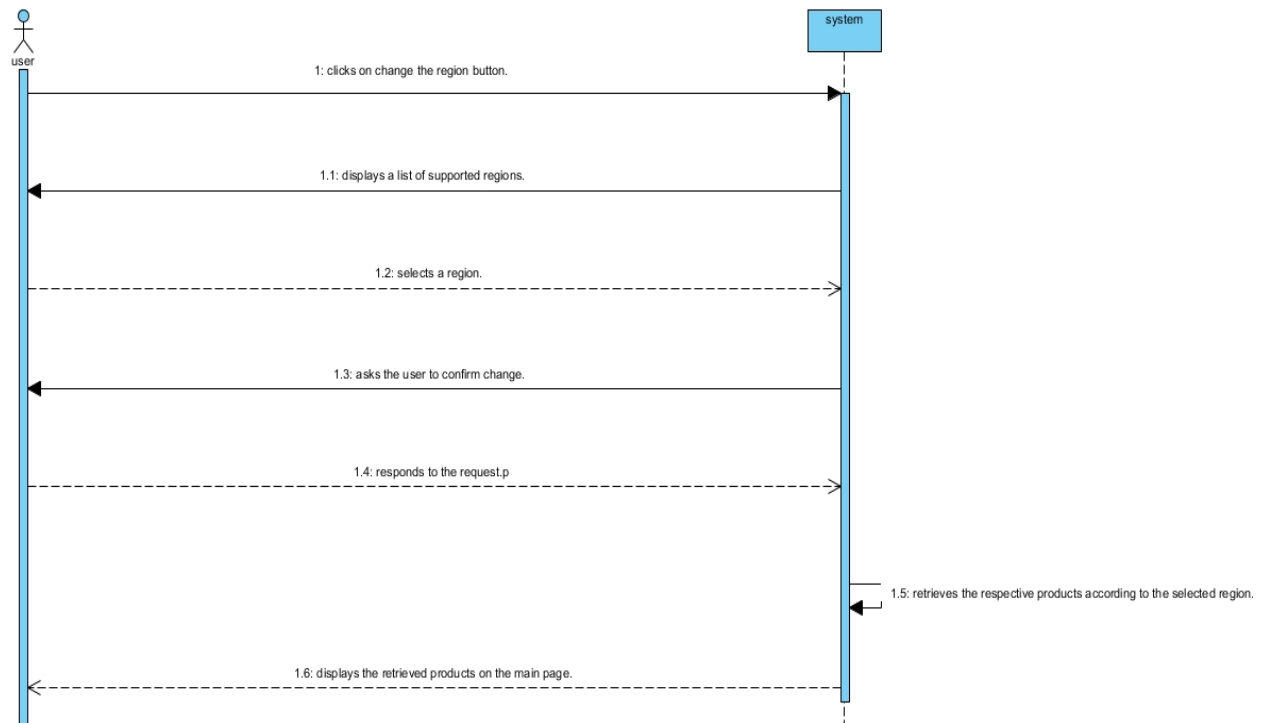 system
user
1: clicks on change the region button.
1.1: displays a list of supported regions.
1.2: selects a region.
1.3: asks the user to confirm change.
1.4: responds to the request.p
1.5: retrieves the respective products according to the selected region.
1.6: displays the retrieved products on the main page.